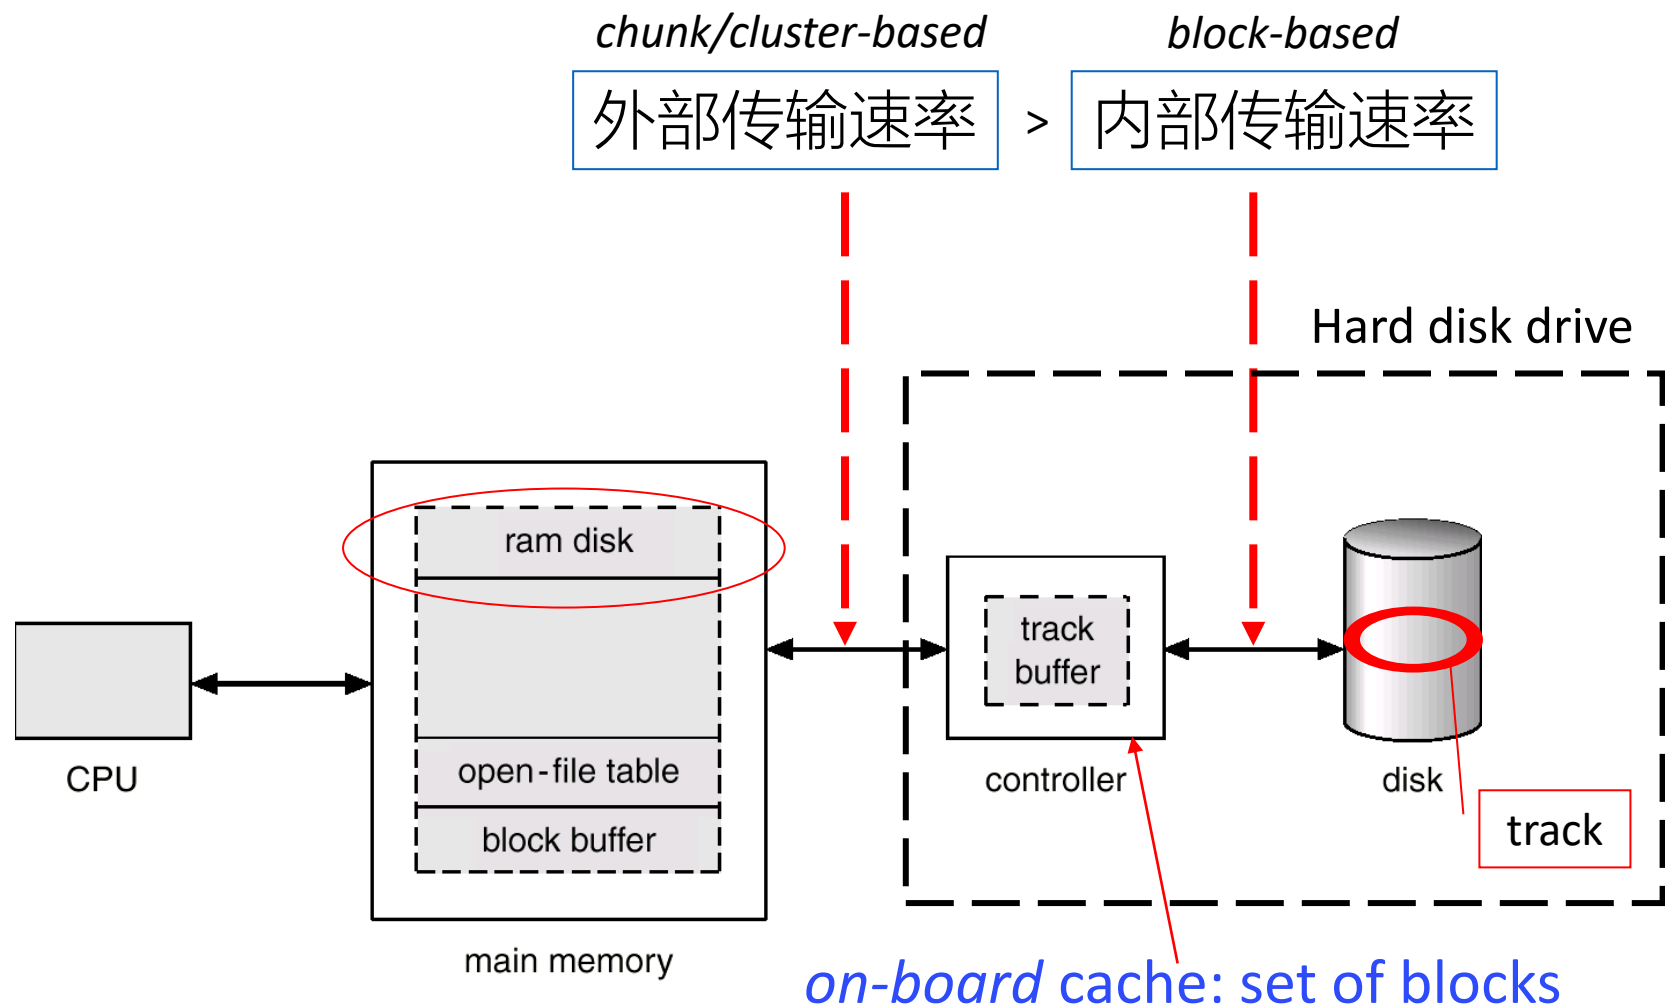 chunk/cluster-based
block-based
外部传输速率
>
内部传输速率
Hard disk drive
ram disk
track
buffer
open-file table
block buffer
CPU
controller
disk
track
main memory
on-board cache: set of blocks